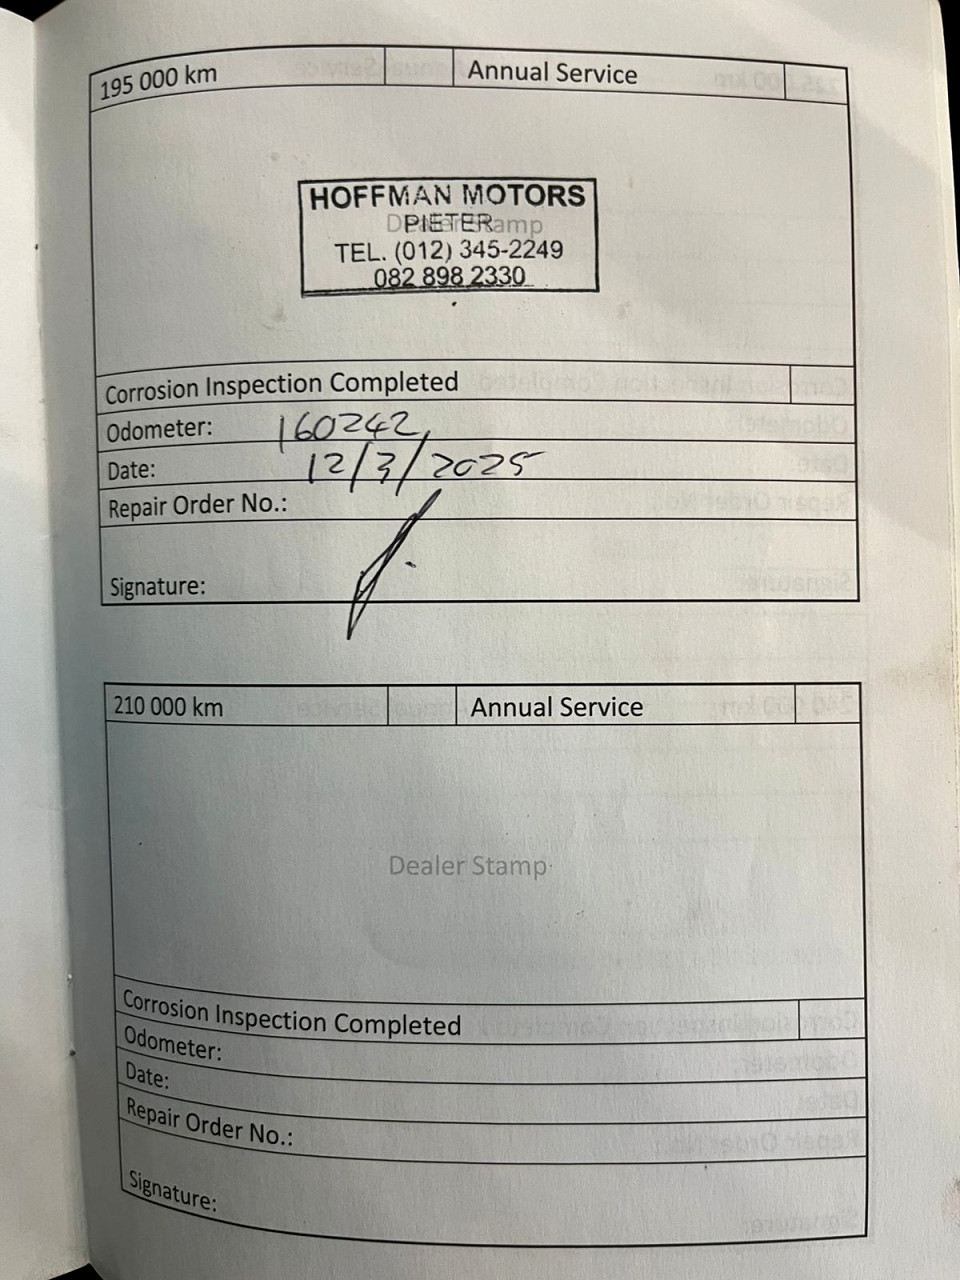 195 000 km Annual Service
HOFFMAN MOTORS
PIETER
Dealer Stamp
TEL. (012) 345-2249
082 898 2330
Corrosion Inspection Completed
Odometer: 160242
Date: 12/3/2025
Repair Order No.:
Signature:
210 000 km Annual Service
Dealer Stamp
Corrosion Inspection Completed
Odometer:
Date:
Repair Order No.:
Signature: